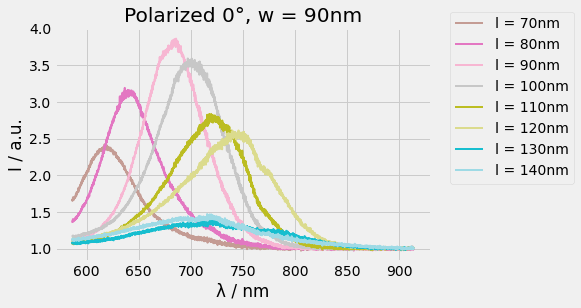 Polarized 0°, w = 90nm
I / a.u.
4.0
3.5
3.0
2.5
2.0
1.5
1.0
600
650
700
750
800
850
900
λ / nm
l = 70nm
l = 80nm
l = 90nm
l = 100nm
l = 110nm
l = 120nm
l = 130nm
l = 140nm